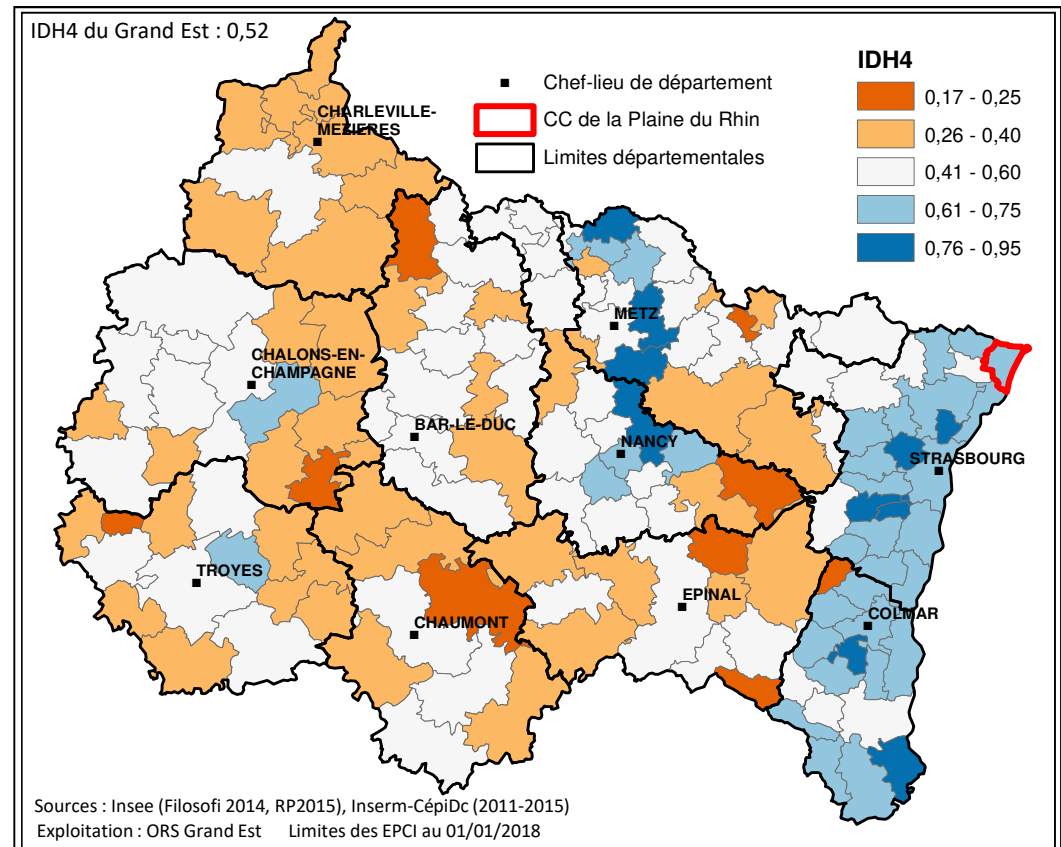 IDH4 du Grand Est : 0,52
IDH4
Chef-lieu de département
CC de la Plaine du Rhin
Limites départementales
0,17 - 0,25
0,26 - 0,40
0,41 - 0,60
0,61 - 0,75
0,76 - 0,95
CHARLEVILLE-
MEZIERES
METZ
CHALONS-EN-
CHAMPAGNE
BAR-LE-DUC
NANCY
STRASBOURG
TROYES
EPINAL
CHAUMONT
COLMAR
Sources : Insee (Filosofi 2014, RP2015), Inserm-CépiDc (2011-2015)
Exploitation : ORS Grand Est Limites des EPCI au 01/01/2018